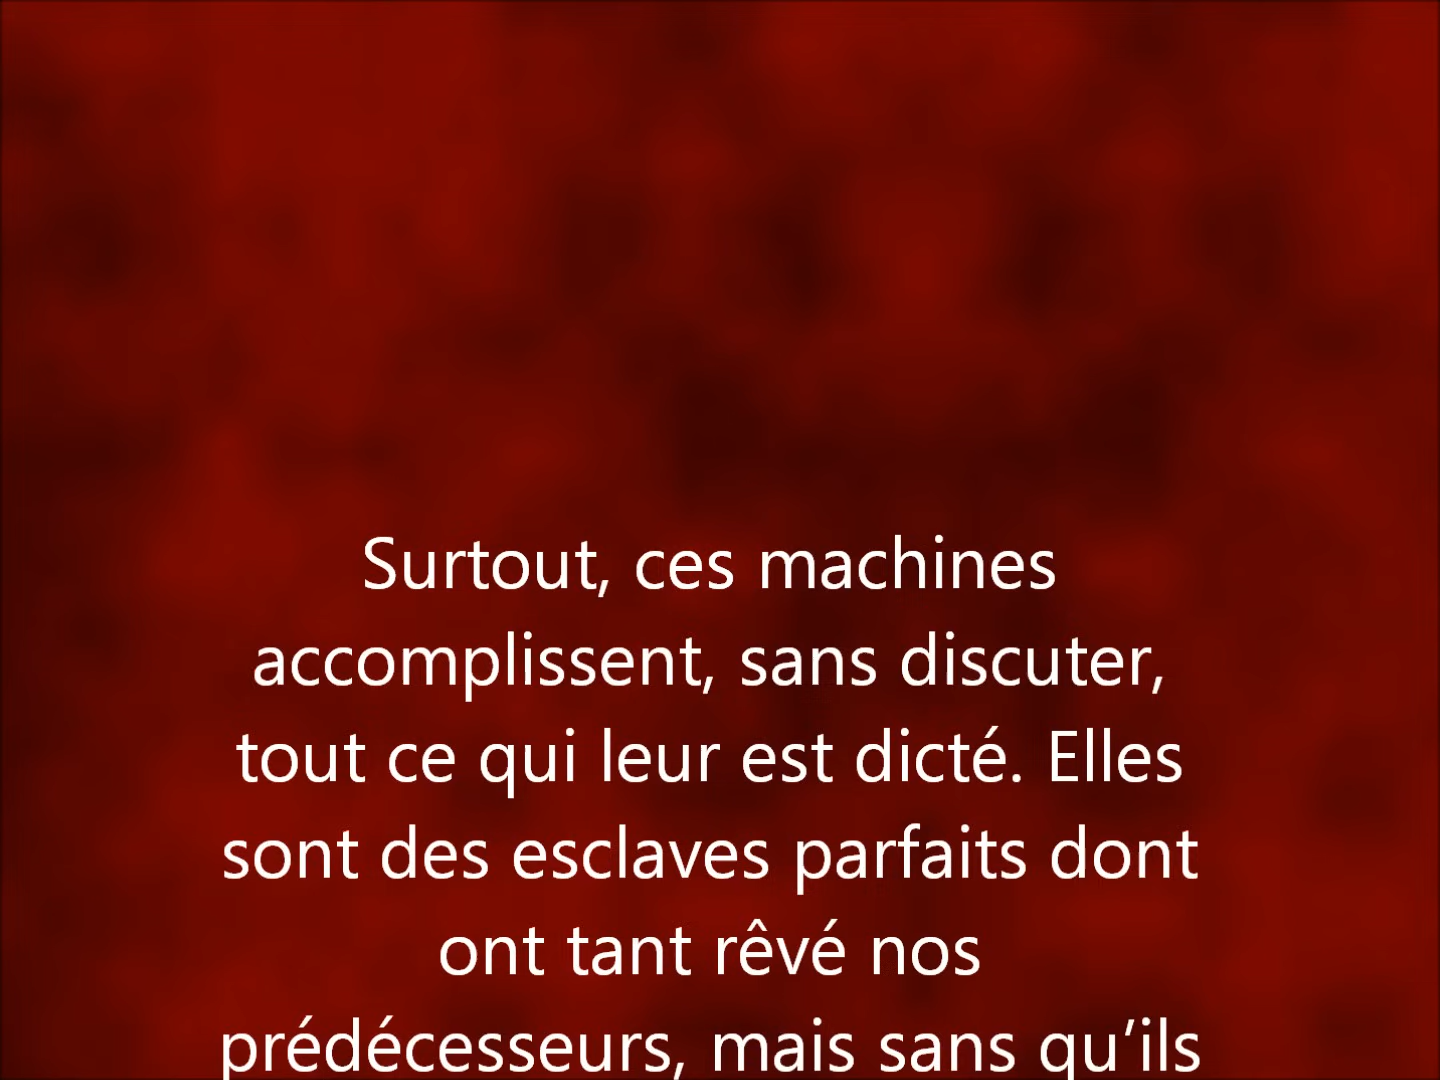 Surtout, ces machines
accomplissent, sans discuter,
tout ce qui leur est dicté. Elles
sont des esclaves parfaits dont
ont tant rêvé nos
prédécesseurs, mais sans qu’ils